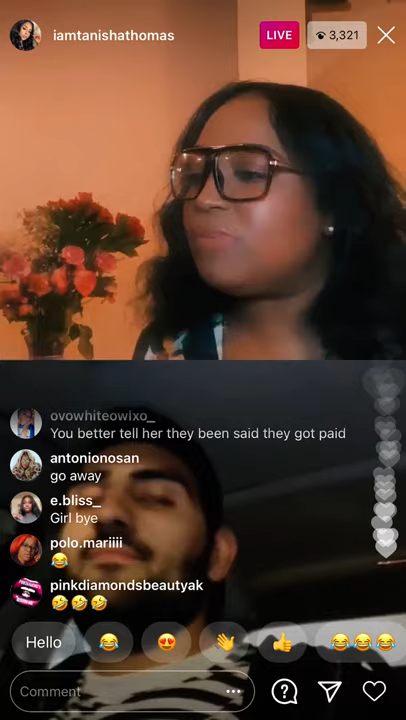 iamtanishathomas
LIVE
3,321
ovowhiteowlxo_
You better tell her they been said they got paid
antonionosan
go away
e.bliss_
Girl bye
polo.mariiii
😂
pinkdiamondsbeautyak
🤣🤣🤣
Hello 😂 😍 👋 👍 😂😂😂
Comment ...